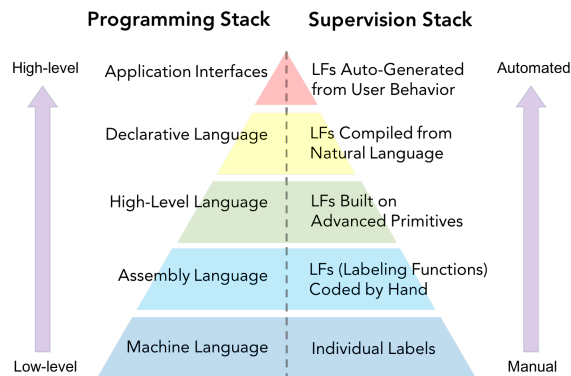 Programming Stack
Supervision Stack
High-level
Application Interfaces
LFs Auto-Generated
from User Behavior
Automated
Declarative Language
LFs Compiled from
Natural Language
High-Level Language
LFs Built on
Advanced Primitives
Assembly Language
LFs (Labeling Functions)
Coded by Hand
Machine Language
Individual Labels
Low-level
Manual